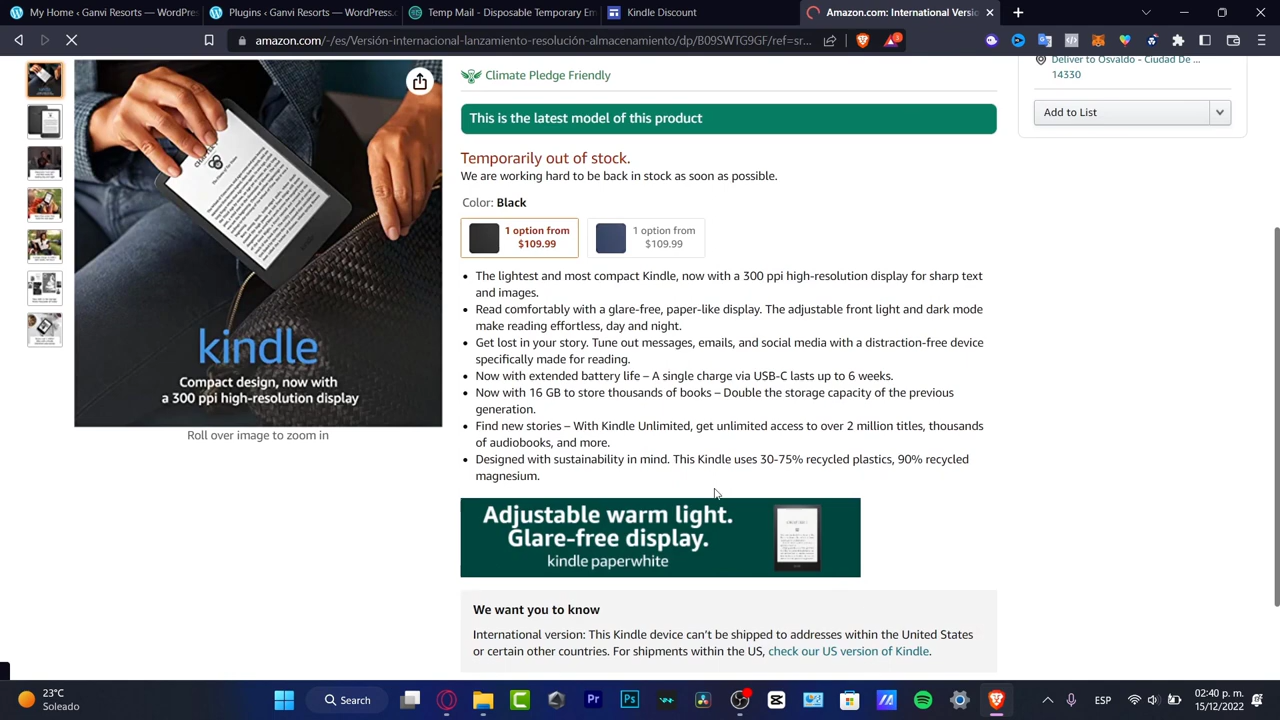 My Home ‹ Ganvi Resorts — WordPres
Plugins ‹ Ganvi Resorts — WordPress.c
Temp Mail - Disposable Temporary Em
Kindle Discount
Amazon.com: International Versio
amazon.com/-/es/Versión-internacional-lanzamiento-resolución-almacenamiento/dp/B09SWTG9GF/ref=sr...
3
Climate Pledge Friendly
Deliver to Osvaldo - Ciudad De ...
14330
Add to List
This is the latest model of this product
Temporarily out of stock.
We are working hard to be back in stock as soon as possible.
Color: Black
1 option from
$109.99
1 option from
$109.99
The lightest and most compact Kindle, now with a 300 ppi high-resolution display for sharp text
and images.
Read comfortably with a glare-free, paper-like display. The adjustable front light and dark mode
make reading effortless, day and night.
Get lost in your story. Tune out messages, emails, and social media with a distraction-free device
specifically made for reading.
Now with extended battery life – A single charge via USB-C lasts up to 6 weeks.
Now with 16 GB to store thousands of books – Double the storage capacity of the previous
generation.
Find new stories – With Kindle Unlimited, get unlimited access to over 2 million titles, thousands
of audiobooks, and more.
Designed with sustainability in mind. This Kindle uses 30-75% recycled plastics, 90% recycled
magnesium.
kindle
Compact design, now with
a 300 ppi high-resolution display
Roll over image to zoom in
Adjustable warm light.
Glare-free display.
kindle paperwhite
We want you to know
International version: This Kindle device can't be shipped to addresses within the United States
or certain other countries. For shipments within the US, check our US version of Kindle.
23°C
Soleado
Search
Pr
Ps
ESP
02:40 p. m.
15/12/2022